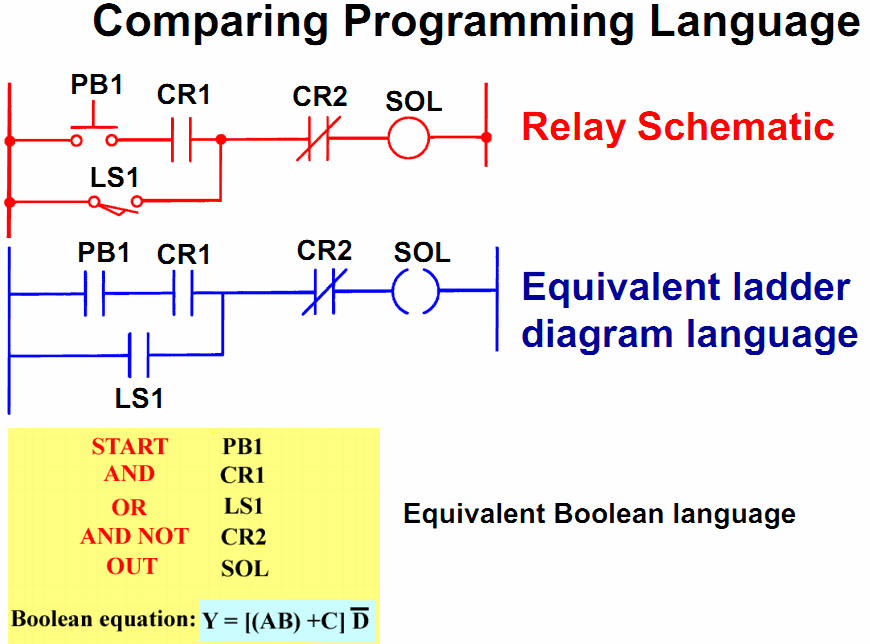 Comparing Programming Language
PB1 CR1 CR2 SOL
Relay Schematic
LS1
PB1 CR1 CR2 SOL
Equivalent ladder
diagram language
LS1
START PB1
AND CR1
OR LS1
AND NOT CR2
OUT SOL
Equivalent Boolean language
Boolean equation: Y = [(AB) +C] D̅